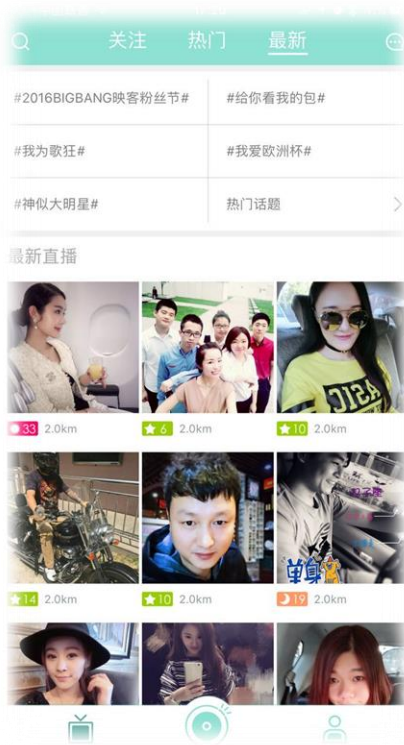 关注 热门 最新
#2016BIGBANG映客粉丝节# #给你看我的包#
#我为歌狂# #我爱欧洲杯#
#神似大明星# 热门话题
最新直播
33 2.0km 6 2.0km 10 2.0km
ASIC
单身
14 2.0km 10 2.0km 19 2.0km